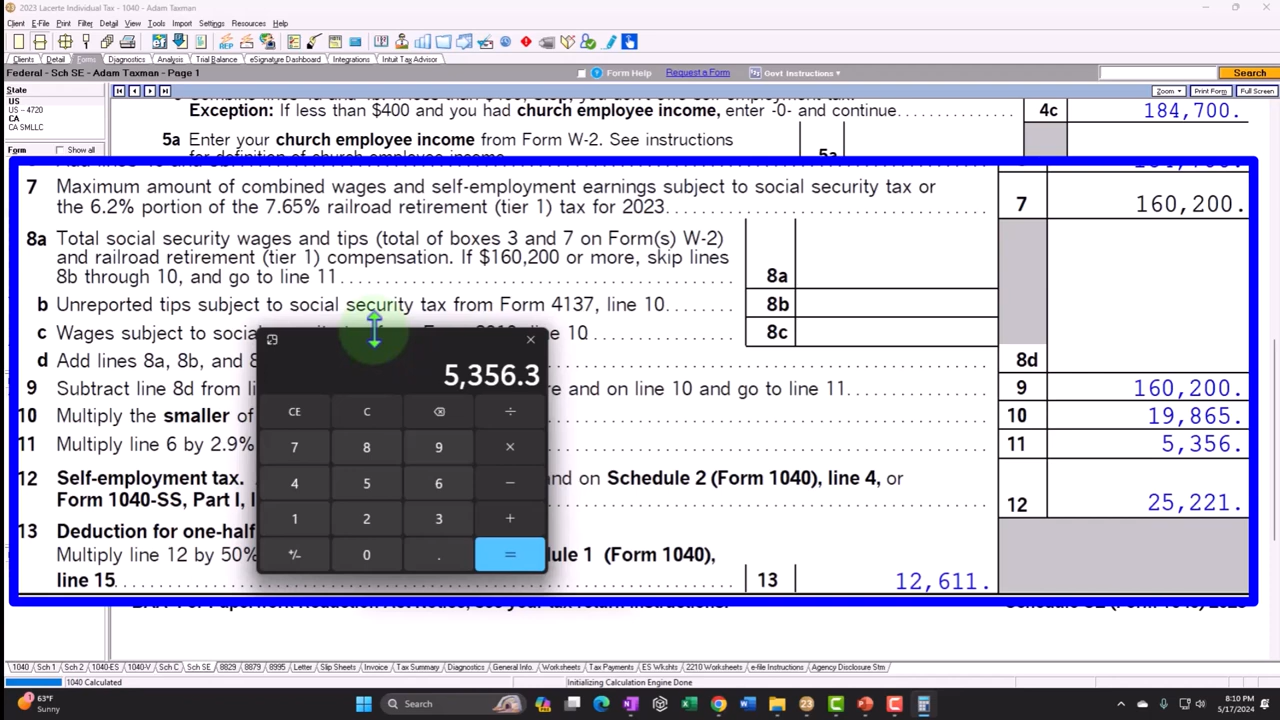 2023 Lacerte Individual Tax - 1040 - Adam Taxman
Client E-File Print Filter Detail View Tools Import Settings Resources Help
Clients Detail Forms Diagnostics Analysis Trial Balance eSignature Dashboard Integrations Intuit Tax Advisor
Federal - Sch SE - Adam Taxman - Page 1 Form Help Request a Form Govt Instructions Search
State
Zoom Print Form Full Screen
US
US - 4720
CA
CA SMLLC
Form Show all
Exception: If less than $400 and you had church employee income, enter -0- and continue. 4c 184,700.
5a Enter your church employee income from Form W-2. See instructions
for definition of church employee income 5a
7 Maximum amount of combined wages and self-employment earnings subject to social security tax or
the 6.2% portion of the 7.65% railroad retirement (tier 1) tax for 2023. 7 160,200.
8a Total social security wages and tips (total of boxes 3 and 7 on Form(s) W-2)
and railroad retirement (tier 1) compensation. If $160,200 or more, skip lines
8b through 10, and go to line 11 8a
b Unreported tips subject to social security tax from Form 4137, line 10. 8b
c Wages subject to social line 10. 8c
d Add lines 8a, 8b, and 8 8d
9 Subtract line 8d from li re and on line 10 and go to line 11. 9 160,200.
10 Multiply the smaller of 10 19,865.
11 Multiply line 6 by 2.9% 11 5,356.
12 Self-employment tax. nd on Schedule 2 (Form 1040), line 4, or
Form 1040-SS, Part I, l 12 25,221.
13 Deduction for one-half
Multiply line 12 by 50% ule 1 (Form 1040),
line 15 13 12,611.
5,356.3
CE C ÷
7 8 9 ×
4 5 6 −
1 2 3 +
+/- 0 . =
1040 Sch 1 Sch 2 1040-ES 1040-V Sch C Sch SE 8829 8879 8995 Letter Slip Sheets Invoice Tax Summary Diagnostics General Info. Worksheets Tax Payments ES Wkshts 2210 Worksheets e-file Instructions Agency Disclosure Stm
1040 Calculated Initializing Calculation Engine Done
63°F
Sunny
Search
8:10 PM
5/17/2024